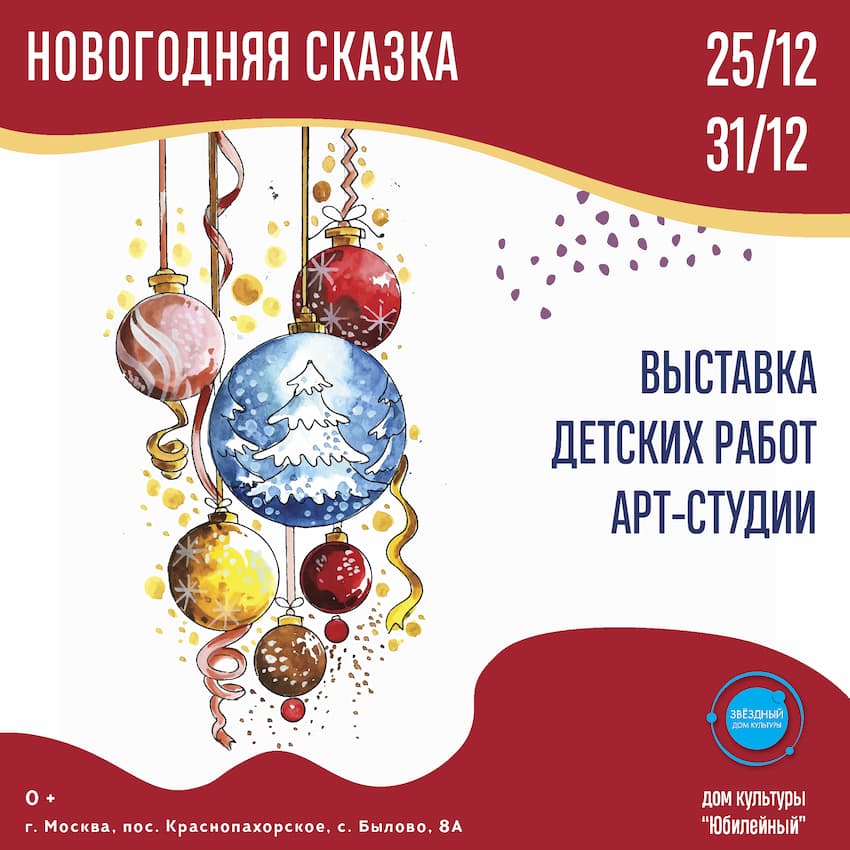 НОВОГОДНЯЯ СКАЗКА
25/12
31/12
ВЫСТАВКА
ДЕТСКИХ РАБОТ
АРТ-СТУДИИ
ЗВЁЗДНЫЙ
ДОМ КУЛЬТУРЫ
дом культуры
"Юбилейный"
0 +
г. Москва, пос. Краснопахорское, с. Былово, 8А